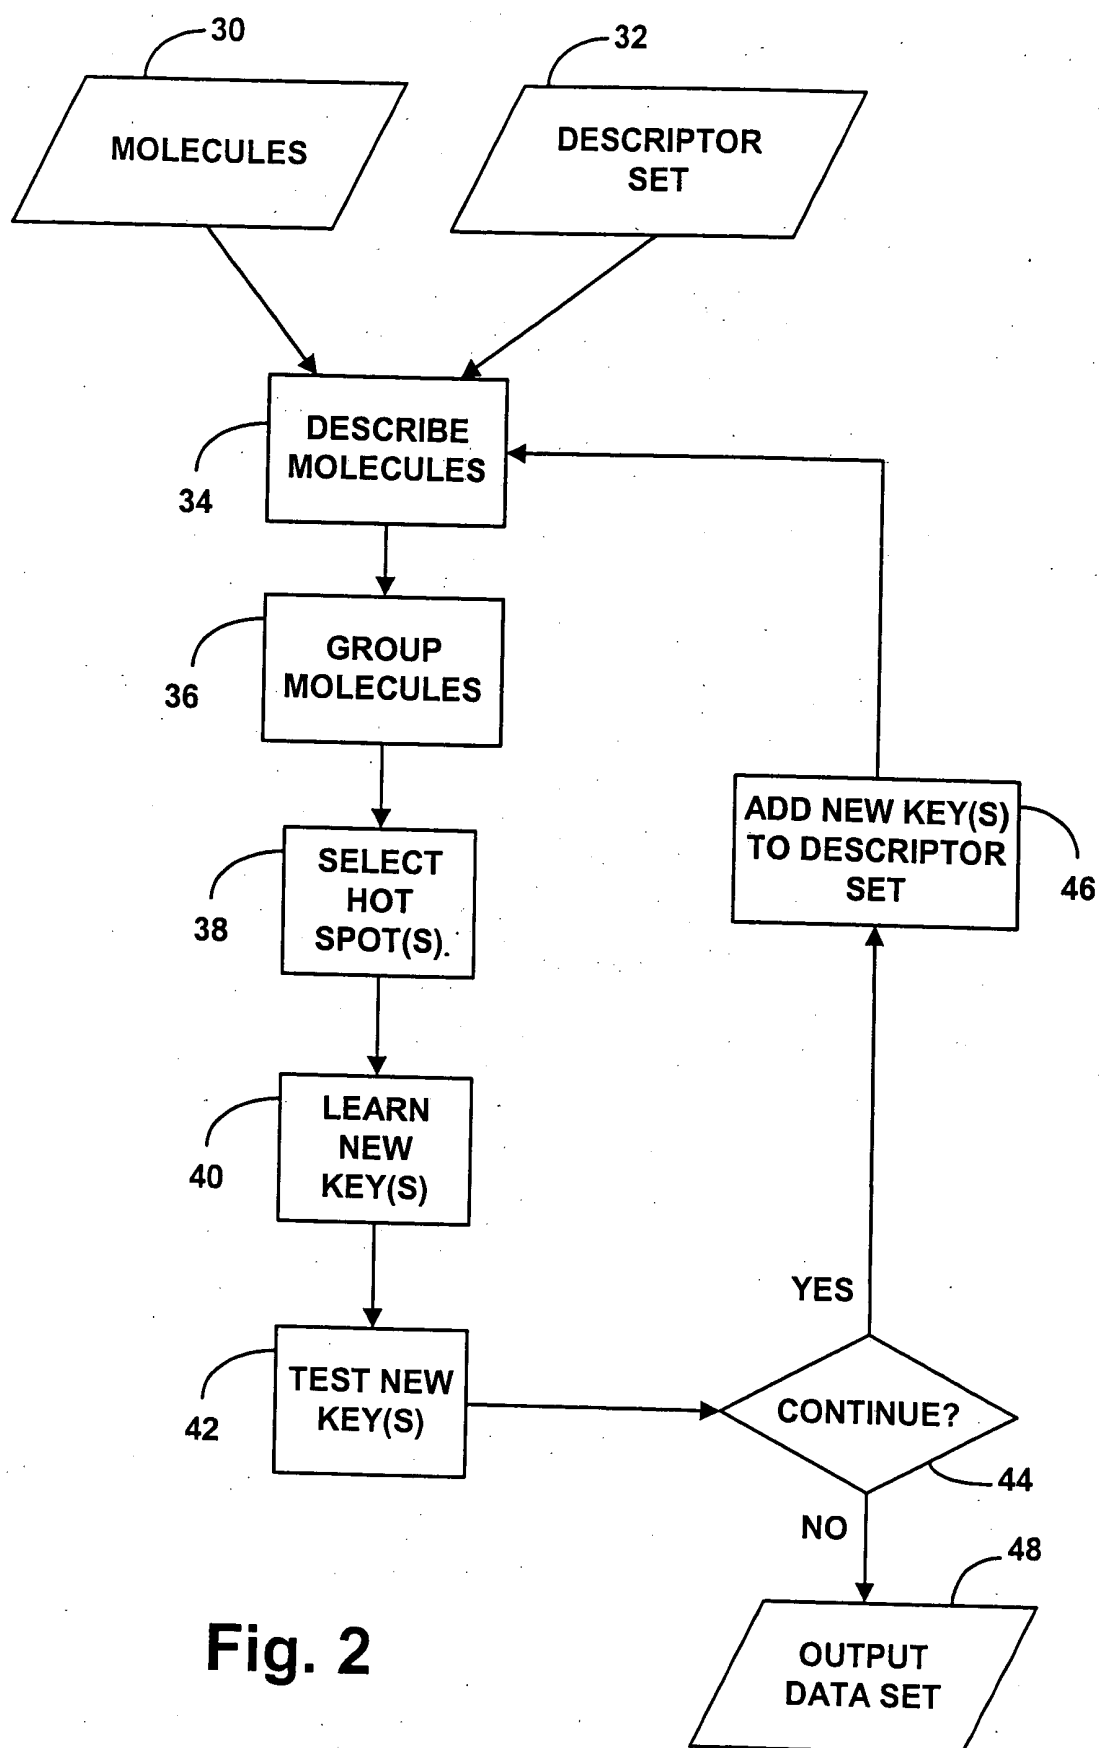 30
32
MOLECULES
DESCRIPTOR
SET
DESCRIBE
MOLECULES
34
GROUP
MOLECULES
36
SELECT
HOT
SPOT(S).
38
ADD NEW KEY(S)
TO DESCRIPTOR
SET
46
LEARN
NEW
KEY(S)
40
YES
TEST NEW
KEY(S)
42
CONTINUE?
44
NO
48
OUTPUT
DATA SET
Fig. 2